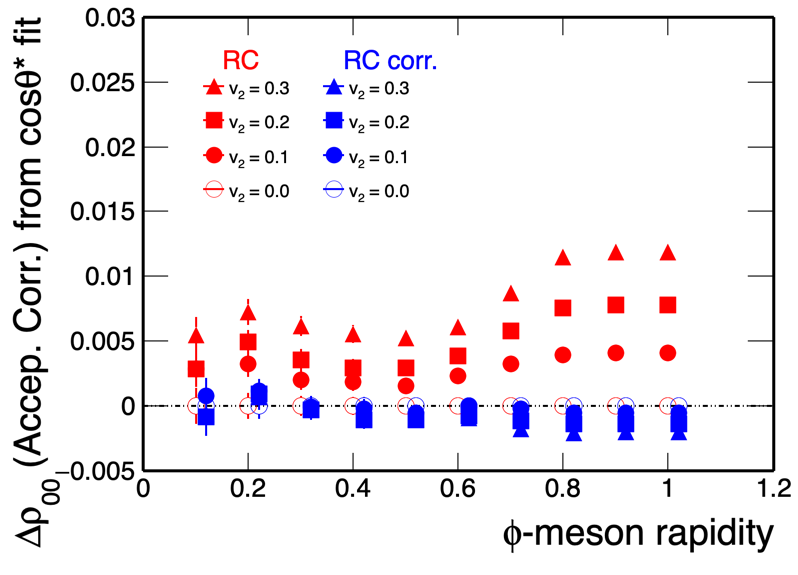 Δρ₀₀ (Accep. Corr.) from cosθ* fit
0.03
0.025
0.02
0.015
0.01
0.005
0
−0.005
RC
v₂ = 0.3
v₂ = 0.2
v₂ = 0.1
v₂ = 0.0
RC corr.
v₂ = 0.3
v₂ = 0.2
v₂ = 0.1
v₂ = 0.0
0 0.2 0.4 0.6 0.8 1 1.2
ϕ-meson rapidity